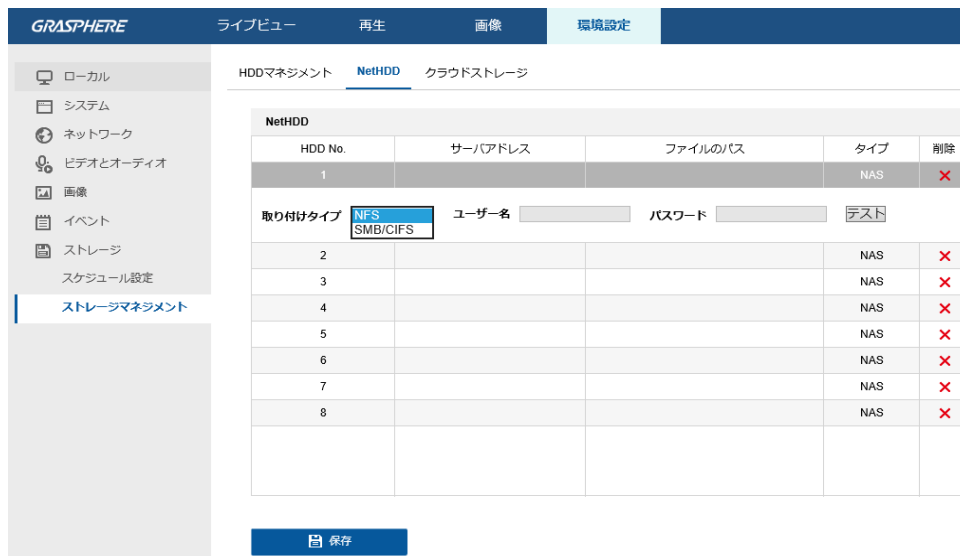 GRASPHERE ライブビュー 再生 画像 環境設定
ローカル
システム
ネットワーク
ビデオとオーディオ
画像
イベント
ストレージ
スケジュール設定
ストレージマネジメント
HDDマネジメント NetHDD クラウドストレージ
NetHDD
HDD No. サーバアドレス ファイルのパス タイプ 削除
1 NAS
取り付けタイプ NFS ユーザー名 パスワード テスト
SMB/CIFS
2 NAS
3 NAS
4 NAS
5 NAS
6 NAS
7 NAS
8 NAS
保存